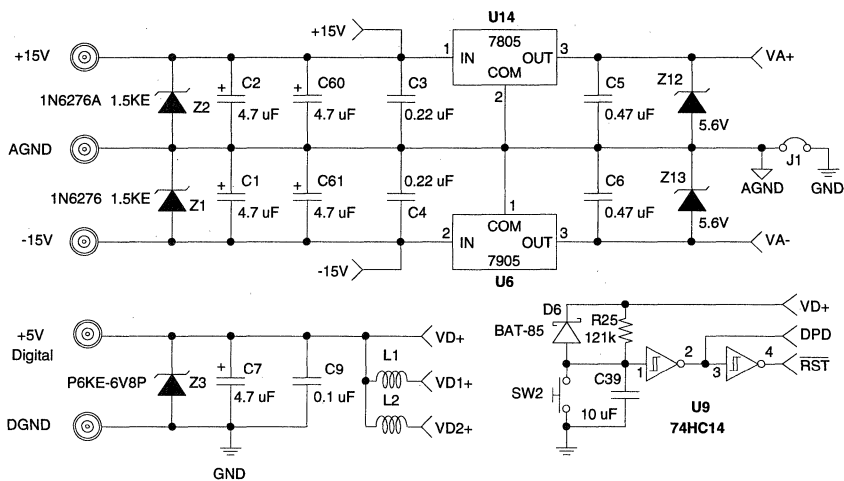 U14
+15V
+15V
1
7805
3
IN
OUT
COM
2
VA+
1N6276A 1.5KE
Z2
+
C2
4.7 uF
+
C60
4.7 uF
C3
0.22 uF
C5
0.47 uF
Z12
5.6V
AGND
AGND
J1
GND
1N6276 1.5KE
Z1
+
C1
4.7 uF
+
C61
4.7 uF
0.22 uF
C4
C6
0.47 uF
Z13
5.6V
1
COM
-15V
2
IN
OUT
3
7905
VA-
-15V
U6
+5V
Digital
VD+
P6KE-6V8P
Z3
+
C7
4.7 uF
C9
0.1 uF
L1
VD1+
L2
VD2+
DGND
GND
D6
BAT-85
R25
121k
VD+
DPD
1
2
3
4
RST
SW2
C39
10 uF
U9
74HC14